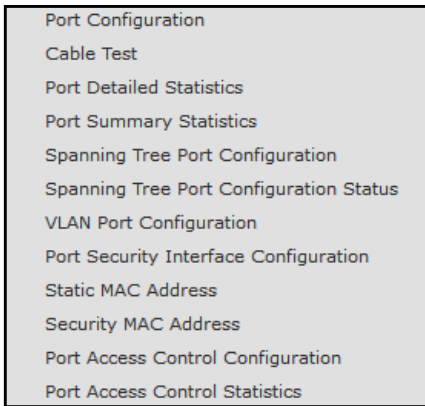 Port Configuration
Cable Test
Port Detailed Statistics
Port Summary Statistics
Spanning Tree Port Configuration
Spanning Tree Port Configuration Status
VLAN Port Configuration
Port Security Interface Configuration
Static MAC Address
Security MAC Address
Port Access Control Configuration
Port Access Control Statistics